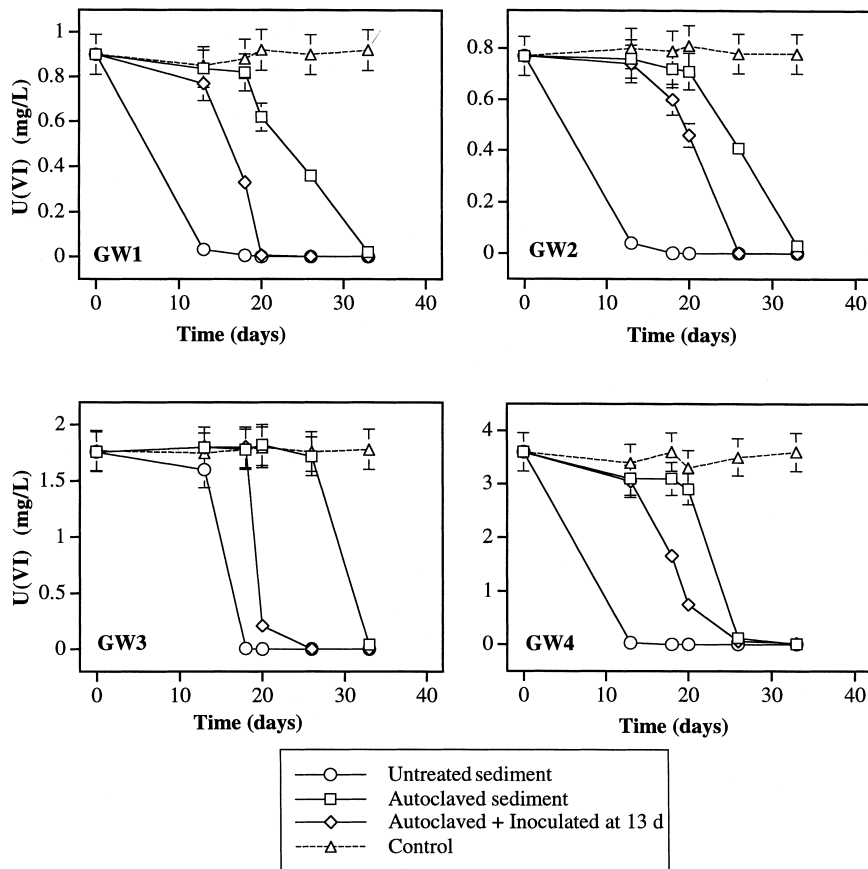 1
0.8
0.6
0.4
0.2
0
U(VI) (mg/L)
GW1
0 10 20 30 40
Time (days)
0.8
0.6
0.4
0.2
0
GW2
0 10 20 30 40
Time (days)
2
1.5
1
0.5
0
U(VI) (mg/L)
GW3
0 10 20 30 40
Time (days)
4
3
2
1
0
GW4
0 10 20 30 40
Time (days)
Untreated sediment
Autoclaved sediment
Autoclaved + Inoculated at 13 d
Control